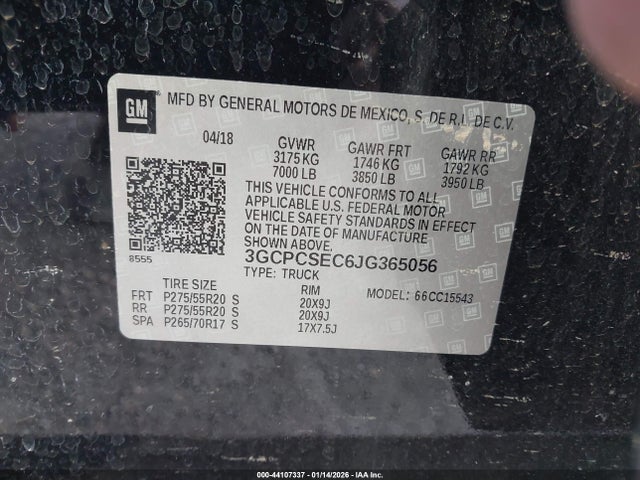 GM
MFD BY GENERAL MOTORS DE MEXICO, S. DE R.L. DE C.V.
04/18 GVWR GAWR FRT GAWR RR
3175 KG 1746 KG 1792 KG
7000 LB 3850 LB 3950 LB
THIS VEHICLE CONFORMS TO ALL
APPLICABLE U.S. FEDERAL MOTOR
VEHICLE SAFETY STANDARDS IN EFFECT
ON THE DATE OF MANUFACTURE
SHOWN ABOVE.
8555
3GCPCSEC6JG365056
TYPE: TRUCK
TIRE SIZE RIM MODEL: 66CC15543
FRT P275/55R20 S 20X9J
RR P275/55R20 S 20X9J
SPA P265/70R17 S 17X7.5J
000-44107337 - 01/14/2026 - IAA Inc.